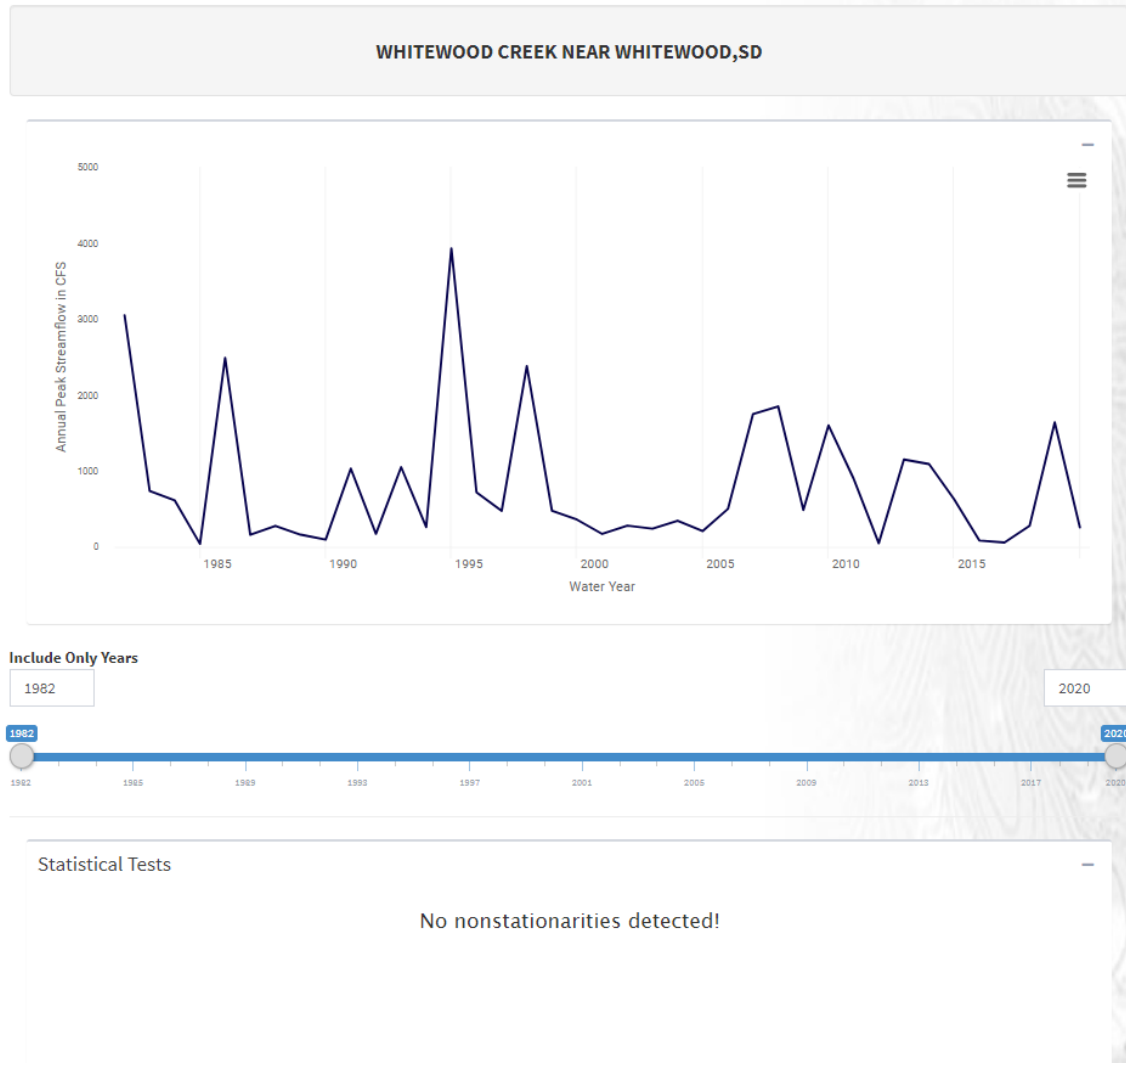 WHITEWOOD CREEK NEAR WHITEWOOD,SD
5000
4000
3000
2000
1000
0
Annual Peak Streamflow in CFS
1985 1990 1995 2000 2005 2010 2015
Water Year
Include Only Years
1982 2020
1982 2020
1982 1985 1989 1993 1997 2001 2005 2009 2013 2017 2020
Statistical Tests
No nonstationarities detected!